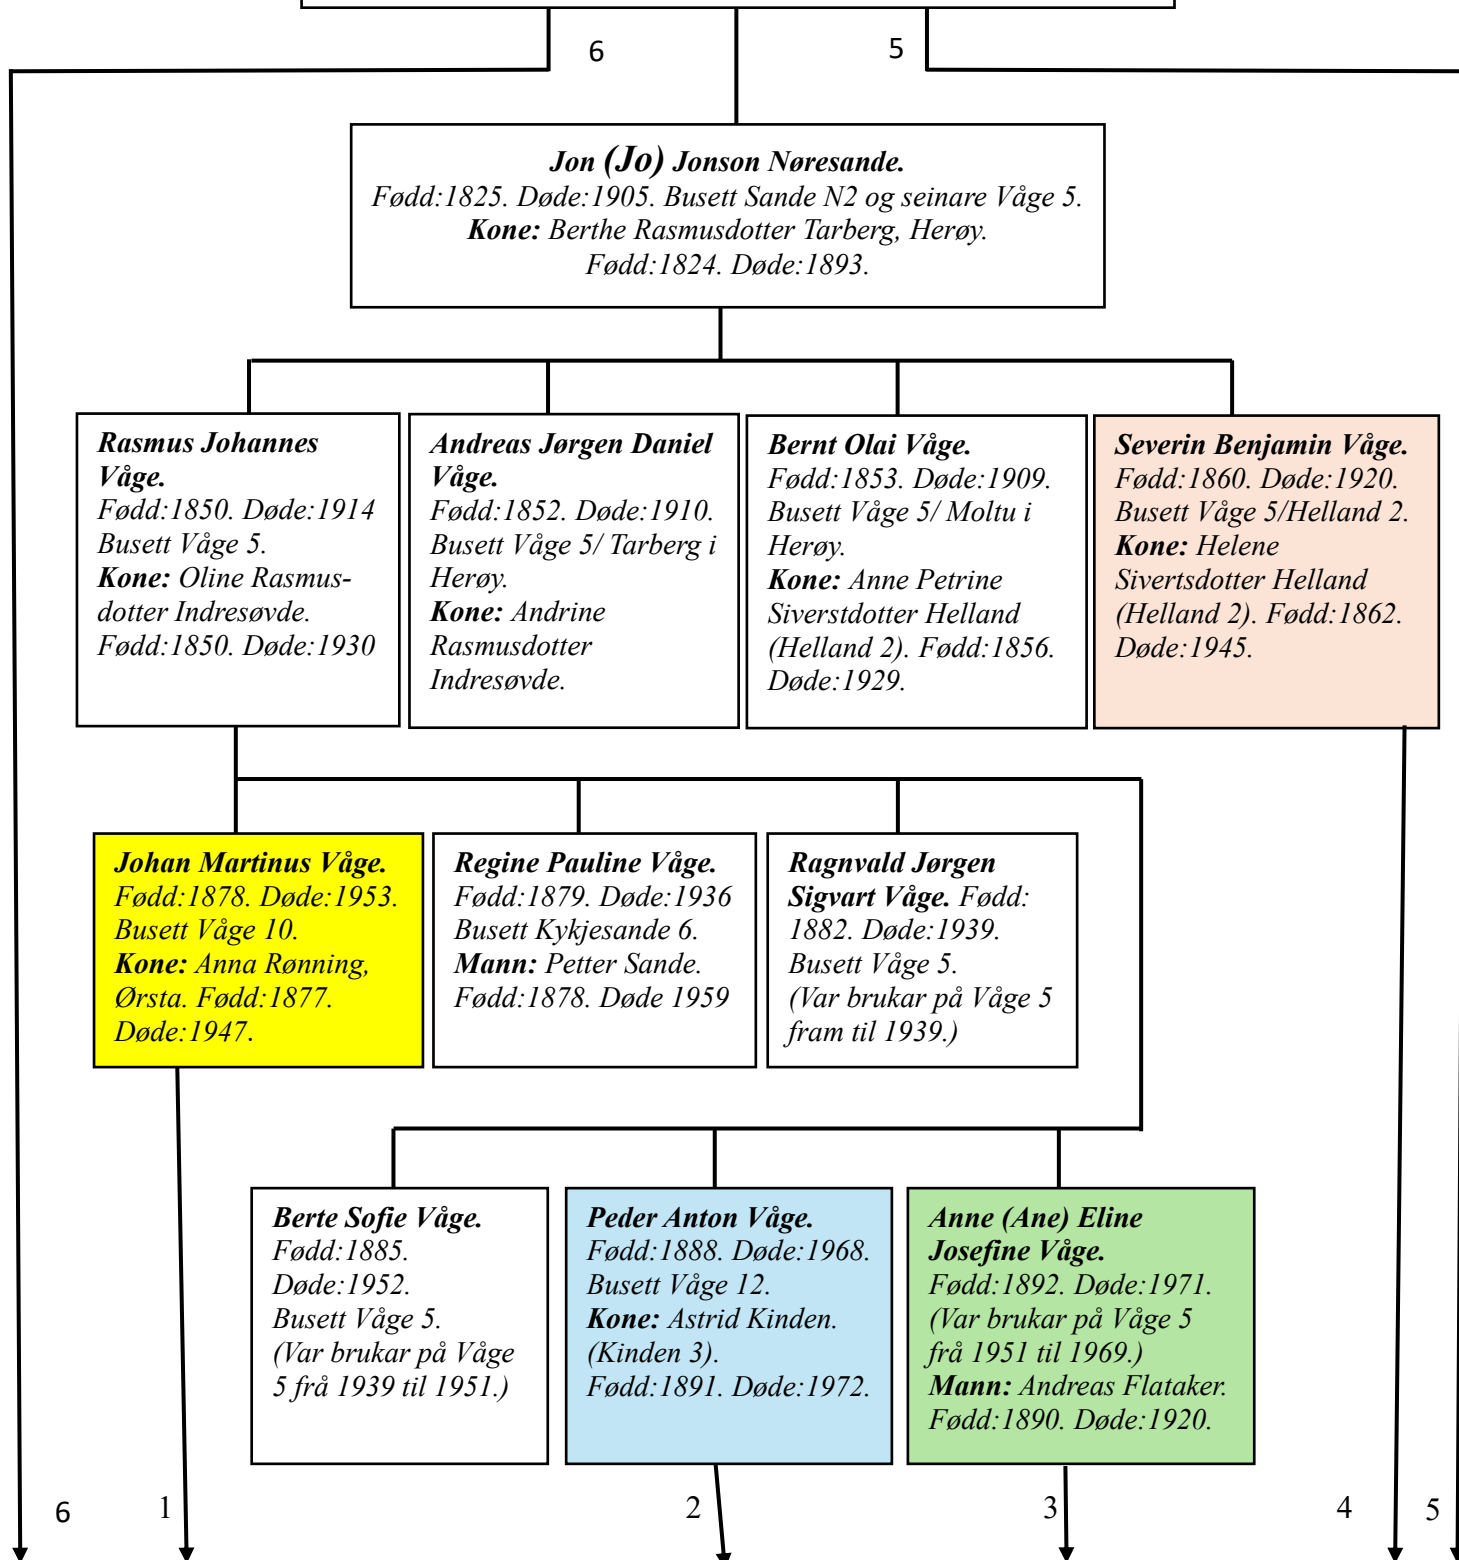 6
5
Jon (Jo) Jonson Nøresande.
Fødd:1825. Døde:1905. Busett Sande N2 og seinare Våge 5.
Kone: Berthe Rasmusdotter Tarberg, Herøy.
Fødd:1824. Døde:1893.
Rasmus Johannes
Våge.
Fødd:1850. Døde:1914
Busett Våge 5.
Kone: Oline Rasmus-
dotter Indresøvde.
Fødd:1850. Døde:1930
Andreas Jørgen Daniel
Våge.
Fødd:1852. Døde:1910.
Busett Våge 5/ Tarberg i
Herøy.
Kone: Andrine
Rasmusdotter
Indresøvde.
Bernt Olai Våge.
Fødd:1853. Døde:1909.
Busett Våge 5/ Moltu i
Herøy.
Kone: Anne Petrine
Siverstdotter Helland
(Helland 2). Fødd:1856.
Døde:1929.
Severin Benjamin Våge.
Fødd:1860. Døde:1920.
Busett Våge 5/Helland 2.
Kone: Helene
Sivertsdotter Helland
(Helland 2). Fødd:1862.
Døde:1945.
Johan Martinus Våge.
Fødd:1878. Døde:1953.
Busett Våge 10.
Kone: Anna Rønning,
Ørsta. Fødd:1877.
Døde:1947.
Regine Pauline Våge.
Fødd:1879. Døde:1936
Busett Kykjesande 6.
Mann: Petter Sande.
Fødd:1878. Døde 1959
Ragnvald Jørgen
Sigvart Våge. Fødd:
1882. Døde:1939.
Busett Våge 5.
(Var brukar på Våge 5
fram til 1939.)
Berte Sofie Våge.
Fødd:1885.
Døde:1952.
Busett Våge 5.
(Var brukar på Våge
5 frå 1939 til 1951.)
Peder Anton Våge.
Fødd:1888. Døde:1968.
Busett Våge 12.
Kone: Astrid Kinden.
(Kinden 3).
Fødd:1891. Døde:1972.
Anne (Ane) Eline
Josefine Våge.
Fødd:1892. Døde:1971.
(Var brukar på Våge 5
frå 1951 til 1969.)
Mann: Andreas Flataker.
Fødd:1890. Døde:1920.
6
1
2
3
4
5